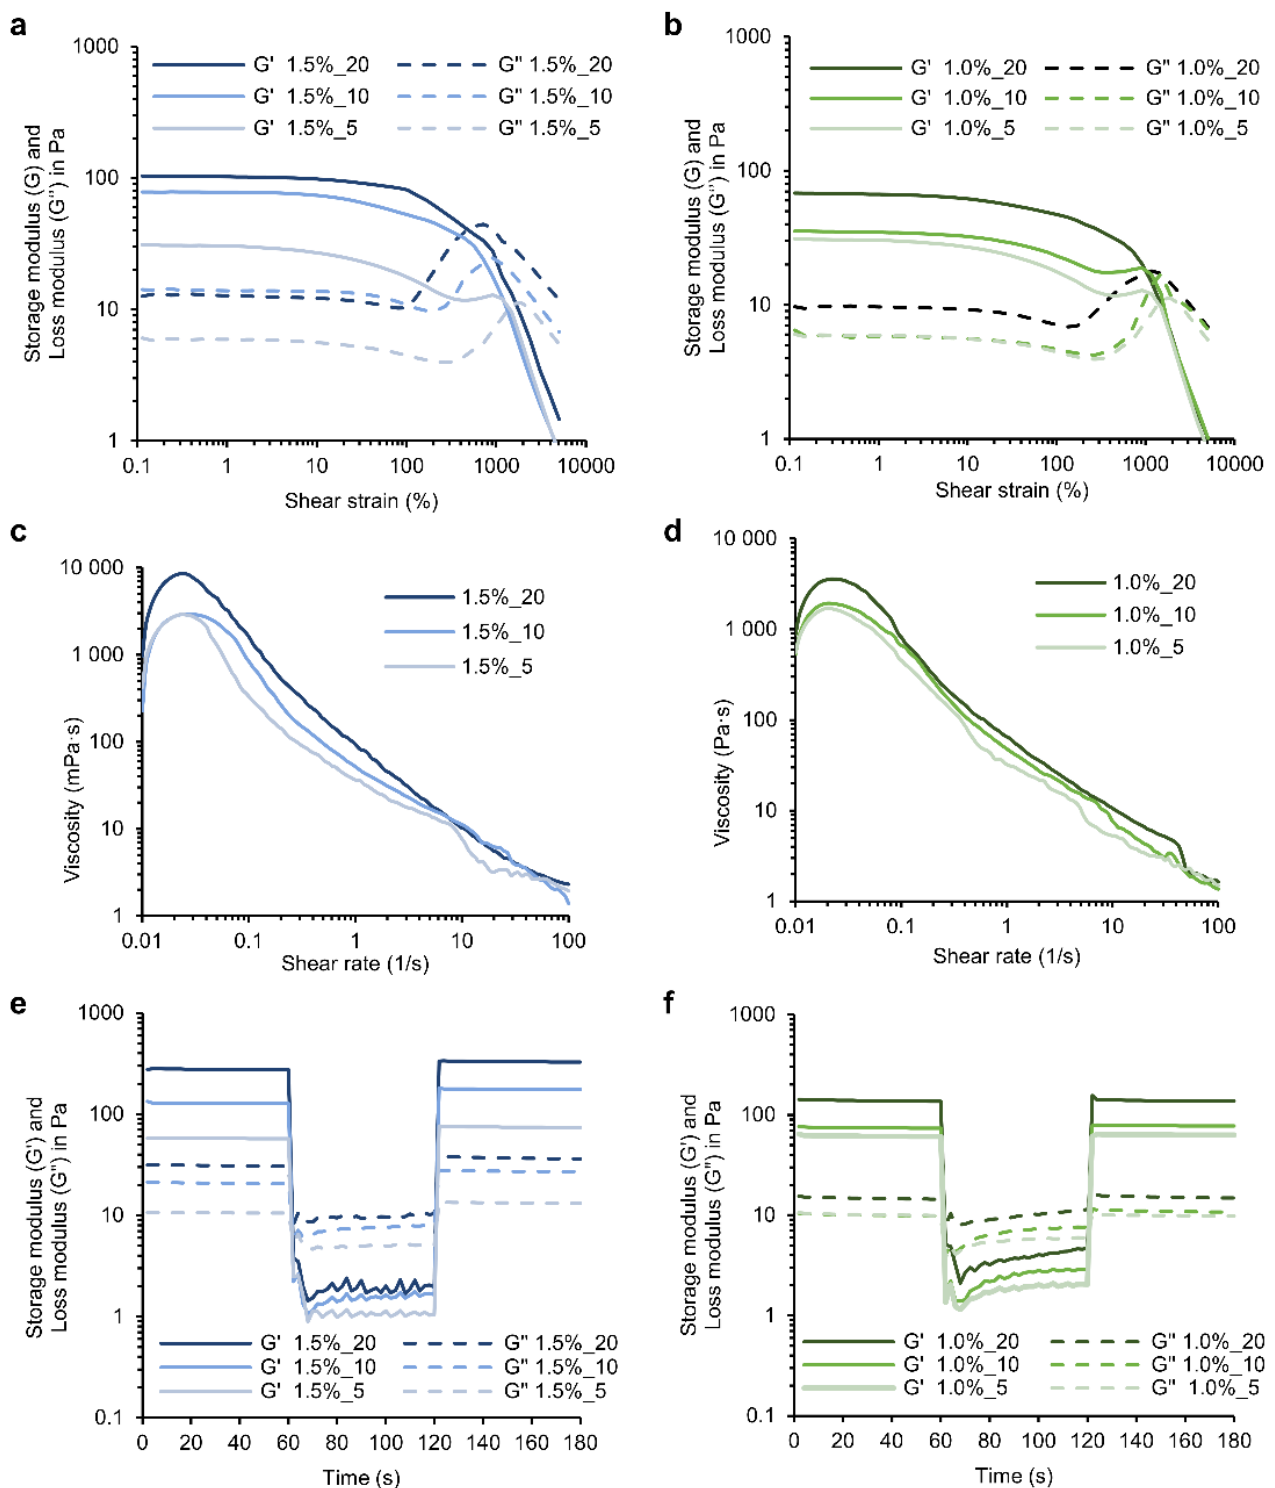 a
1000
100
10
1
0.1 1 10 100 1000 10000
Storage modulus (G) and
Loss modulus (G") in Pa
Shear strain (%)
G' 1.5%_20 G" 1.5%_20
G' 1.5%_10 G" 1.5%_10
G' 1.5%_5 G" 1.5%_5
b
1000
100
10
1
0.1 1 10 100 1000 10000
Storage modulus (G) and
Loss modulus (G") in Pa
Shear strain (%)
G' 1.0%_20 G" 1.0%_20
G' 1.0%_10 G" 1.0%_10
G' 1.0%_5 G" 1.0%_5
c
10 000
1 000
100
10
1
0.01 0.1 1 10 100
Viscosity (mPa·s)
Shear rate (1/s)
1.5%_20
1.5%_10
1.5%_5
d
10 000
1 000
100
10
1
0.01 0.1 1 10 100
Viscosity (Pa·s)
Shear rate (1/s)
1.0%_20
1.0%_10
1.0%_5
e
1000
100
10
1
0.1
0 20 40 60 80 100 120 140 160 180
Storage modulus (G') and
Loss modulus (G") in Pa
Time (s)
G' 1.5%_20 G" 1.5%_20
G' 1.5%_10 G" 1.5%_10
G' 1.5%_5 G" 1.5%_5
f
1000
100
10
1
0.1
0 20 40 60 80 100 120 140 160 180
Storage modulus (G') and
Loss modulus (G") in Pa
Time (s)
G' 1.0%_20 G" 1.0%_20
G' 1.0%_10 G" 1.0%_10
G' 1.0%_5 G" 1.0%_5